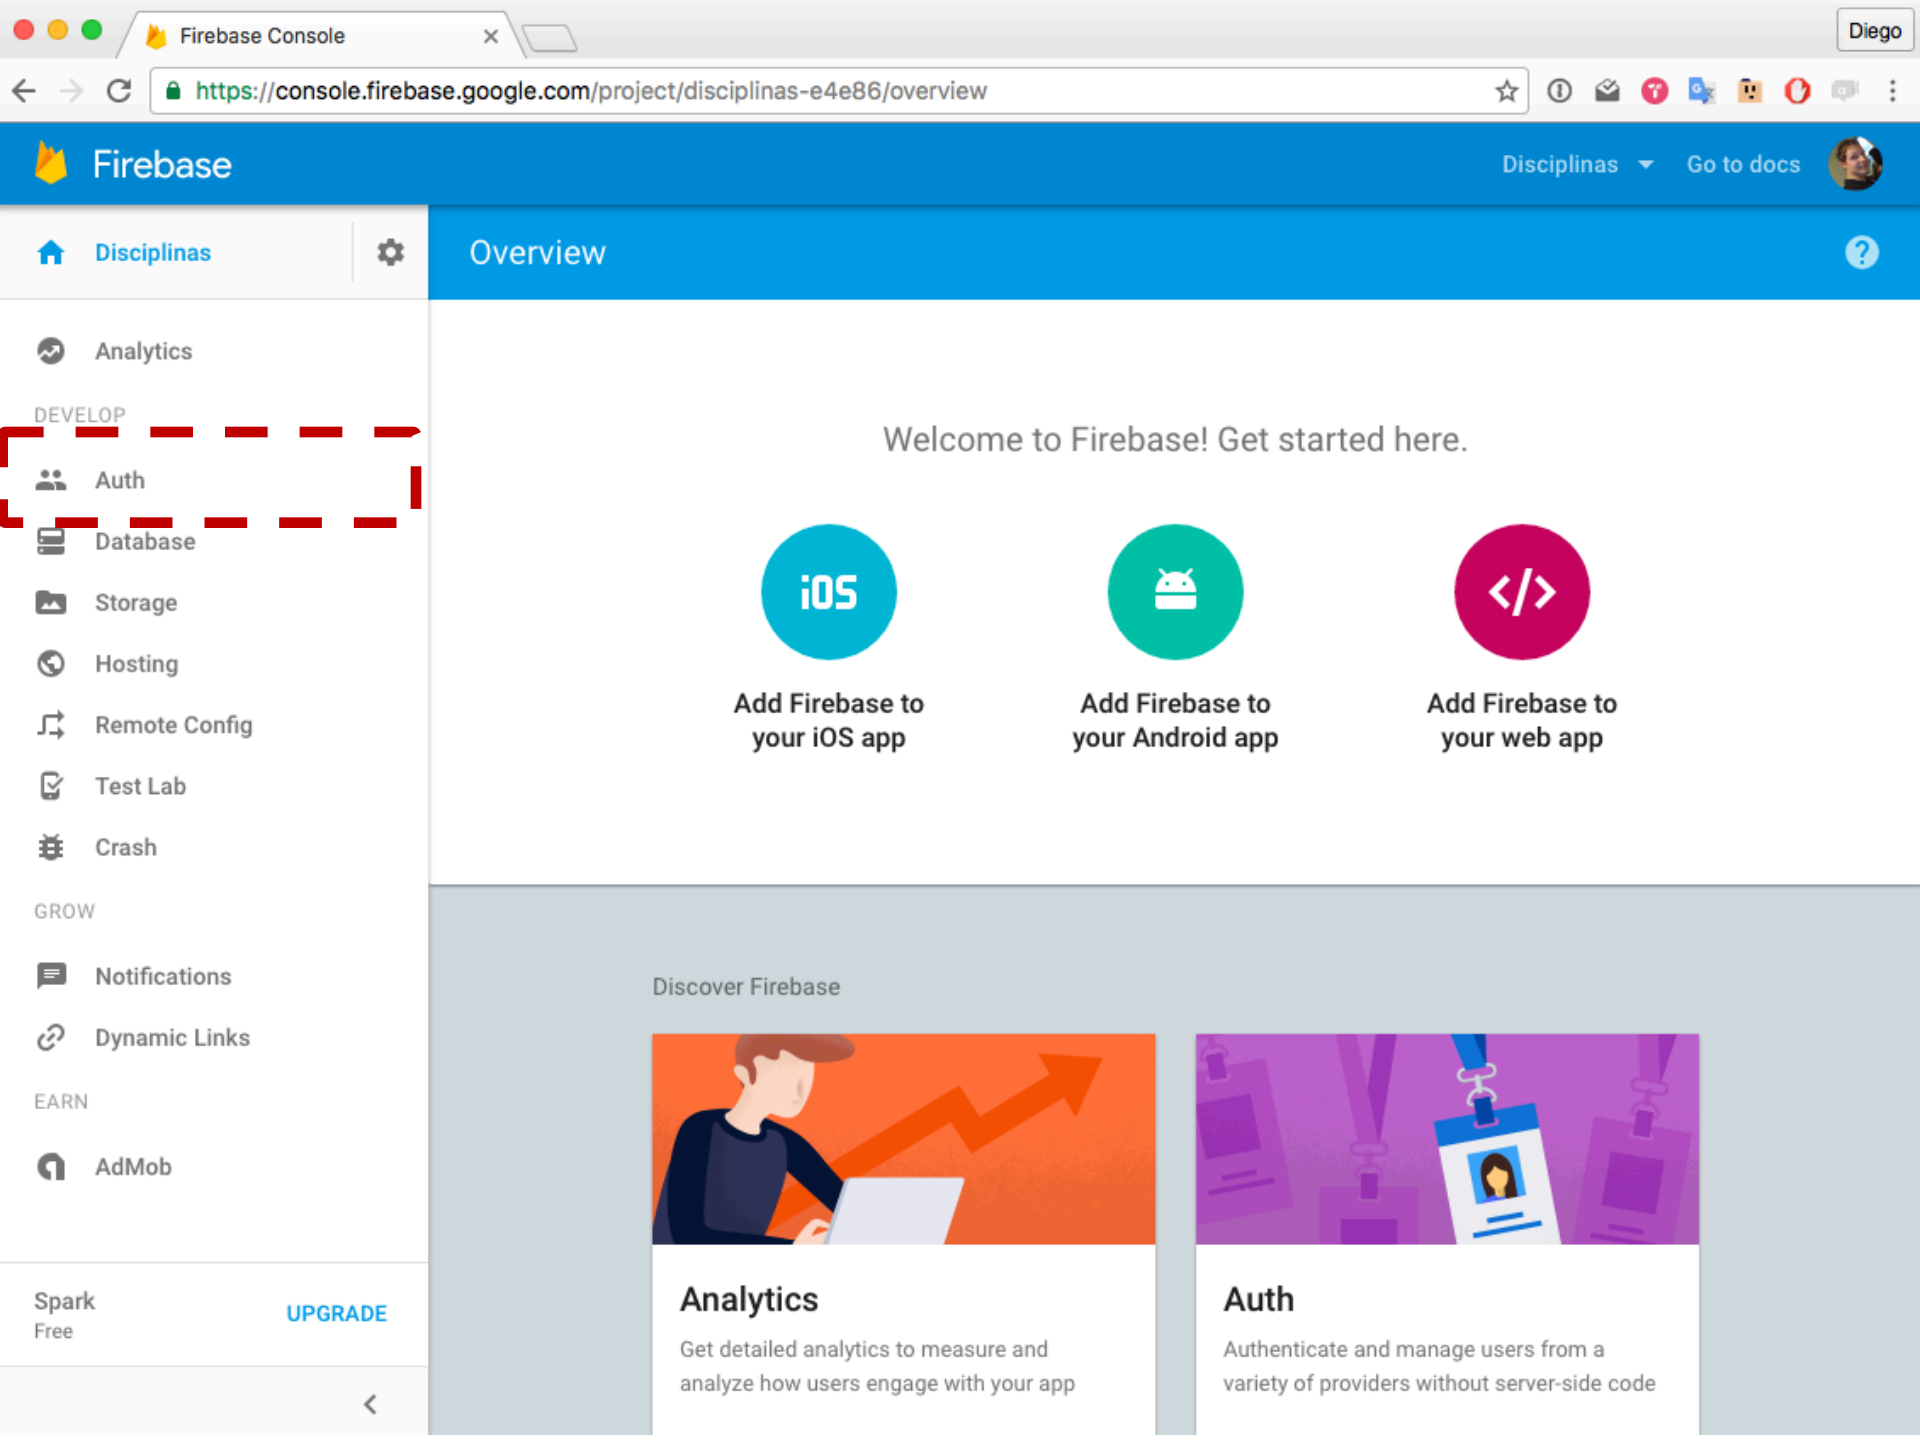 Firebase Console
Diego
https://console.firebase.google.com/project/disciplinas-e4e86/overview
Firebase
Disciplinas
Go to docs
Disciplinas
Overview
?
Analytics
DEVELOP
Auth
Database
Storage
Hosting
Remote Config
Test Lab
Crash
GROW
Notifications
Dynamic Links
EARN
AdMob
Spark
Free
UPGRADE
Welcome to Firebase! Get started here.
iOS
</>
Add Firebase to
your iOS app
Add Firebase to
your Android app
Add Firebase to
your web app
Discover Firebase
Analytics
Get detailed analytics to measure and
analyze how users engage with your app
Auth
Authenticate and manage users from a
variety of providers without server-side code